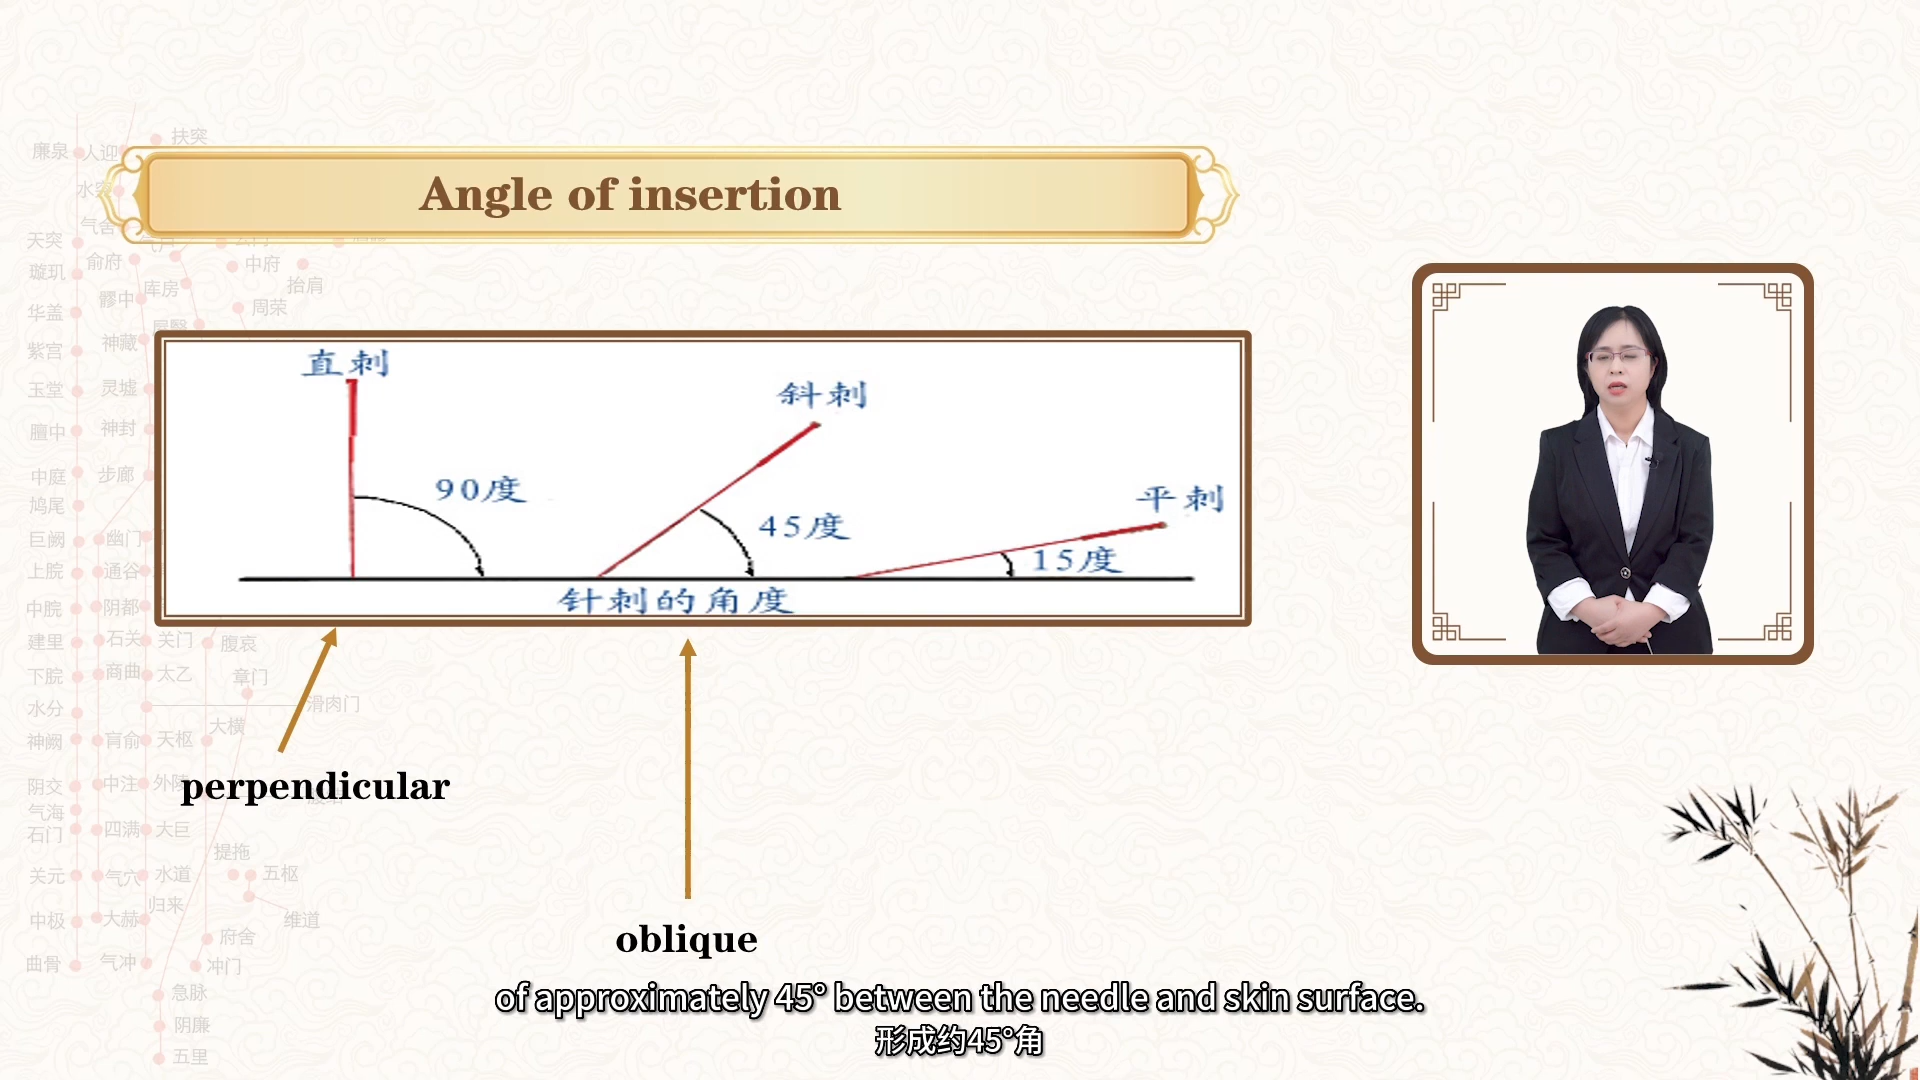 扶突
廉泉
人迎
Angle of insertion
天突
俞府
中府
璇玑
库房
抬肩
髎中
周荣
华盖
神藏
紫宫
玉堂
灵墟
膻中
神封
中庭
步廊
鸠尾
巨阙
幽门
上脘
通谷
中脘
阴都
建里
石关
关门
腹哀
下脘
商曲
太乙
章门
水分
滑肉门
大横
神阙
肓俞
天枢
阴交
中注
外陵
气海
石门
四满
大巨
提拖
关元
气穴
水道
五枢
归来
中极
大赫
维道
府舍
曲骨
气冲
冲门
急脉
阴廉
五里
直刺
斜刺
90度
平刺
45度
15度
针刺的角度
perpendicular
oblique
of approximately 45° between the needle and skin surface.
形成约45°角